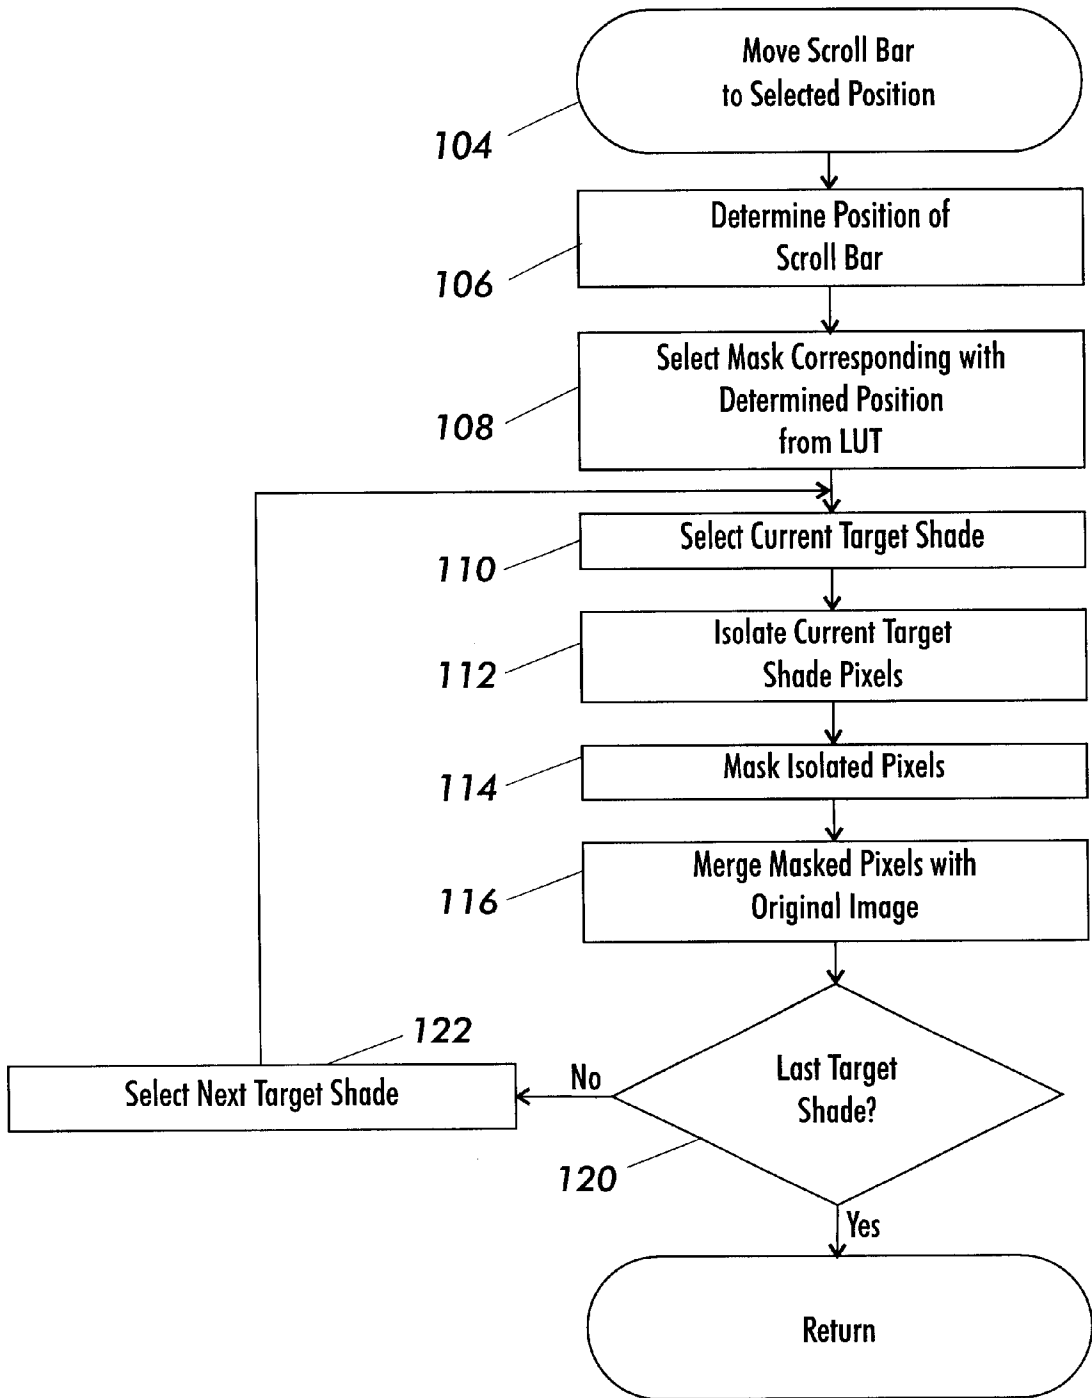 Move Scroll Bar
to Selected Position
104
Determine Position of
Scroll Bar
106
Select Mask Corresponding with
Determined Position
from LUT
108
Select Current Target Shade
110
Isolate Current Target
Shade Pixels
112
Mask Isolated Pixels
114
Merge Masked Pixels with
Original Image
116
122
Select Next Target Shade
No
Last Target
Shade?
120
Yes
Return